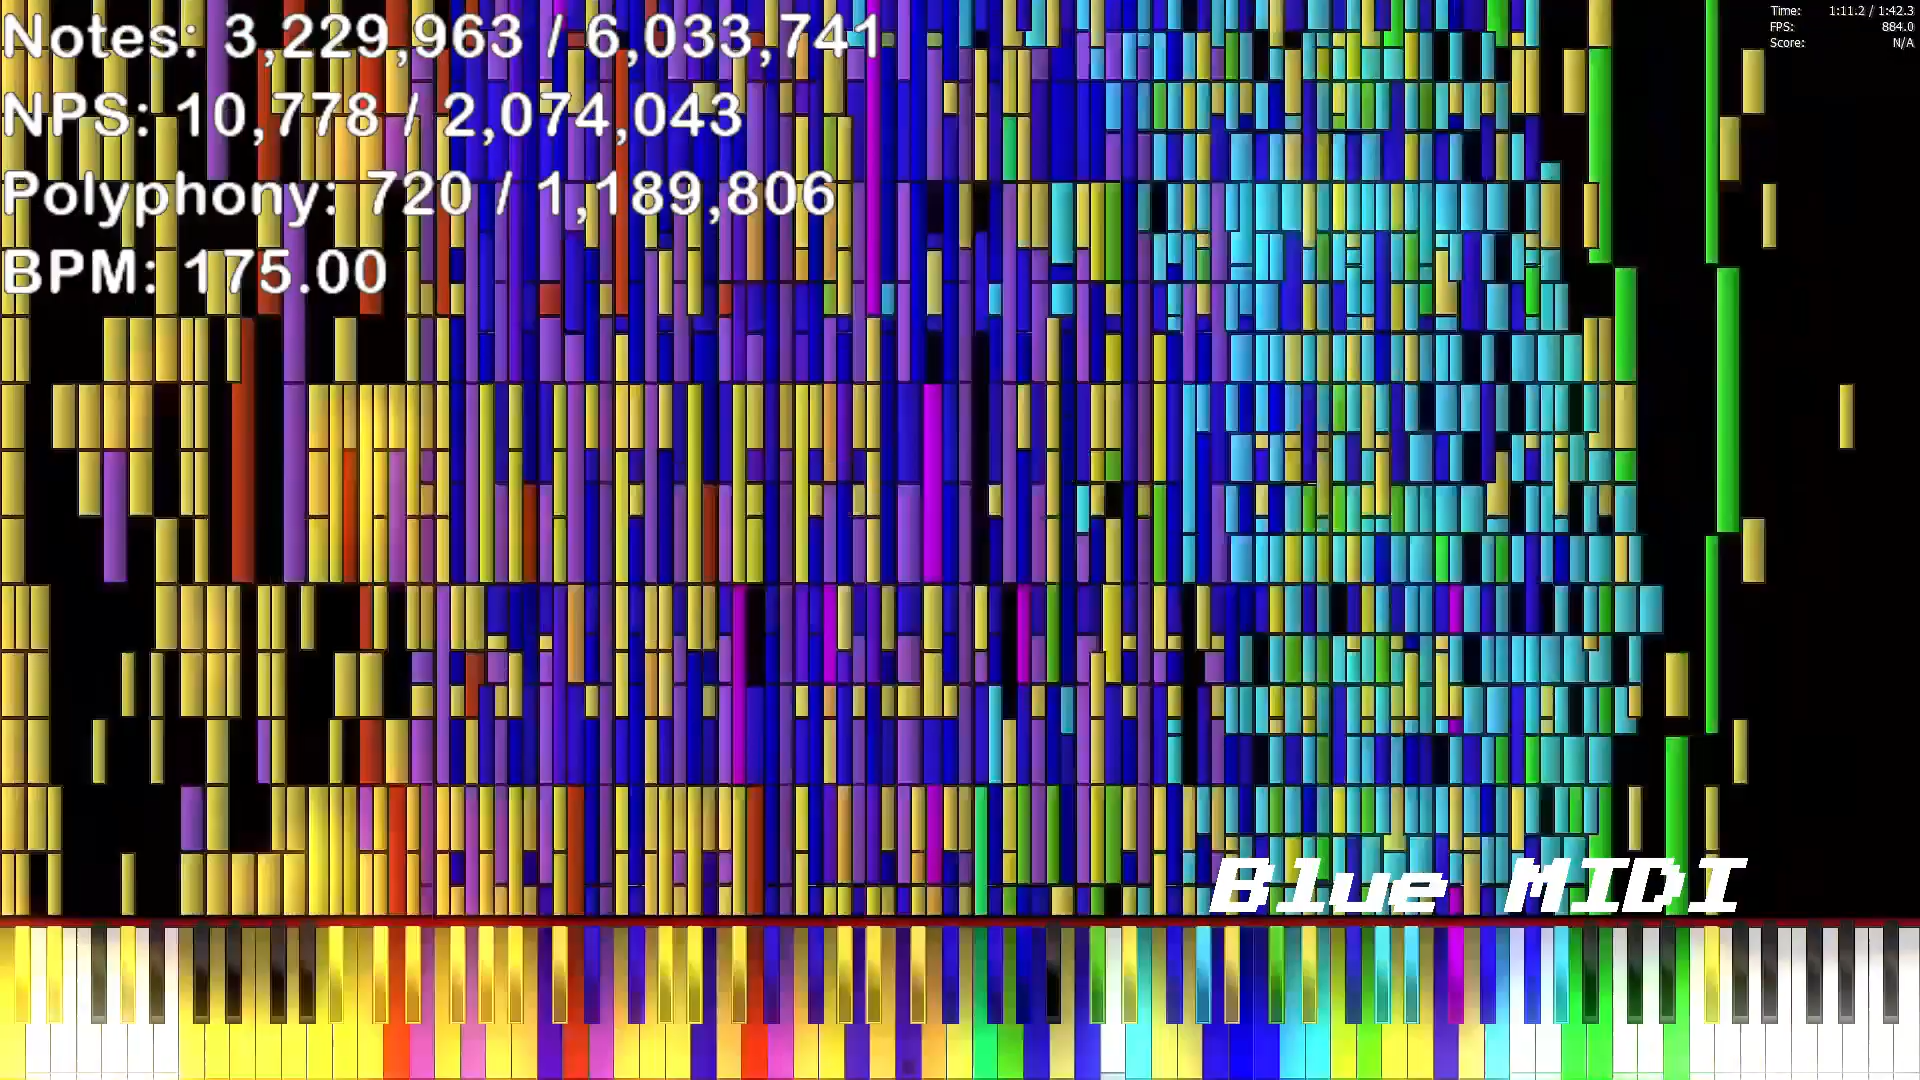 Notes: 3,229,963 / 6,033,741
NPS: 10,778 / 2,074,043
Polyphony: 720 / 1,189,806
BPM: 175.00
Time: 1:11.2 / 1:42.3
FPS: 884.0
Score: N/A
Blue MIDI